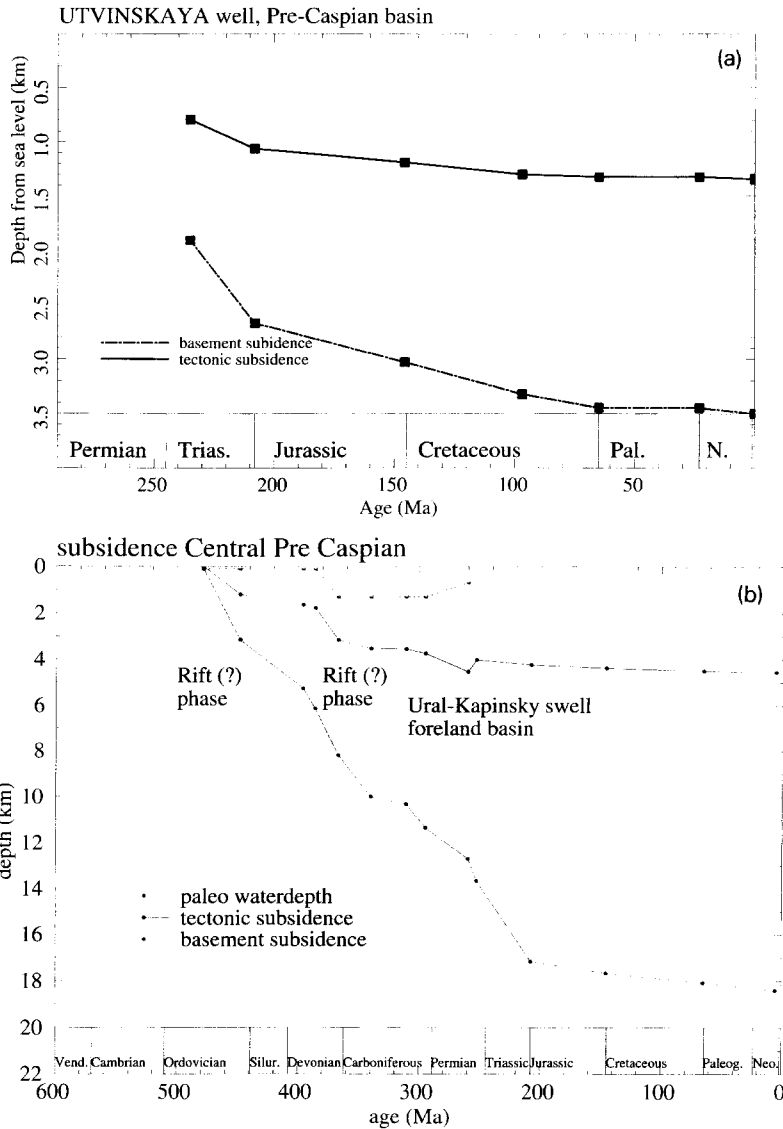 UTVINSKAYA well, Pre-Caspian basin
(a)
Depth from sea level (km)
0.5
1.0
1.5
2.0
2.5
3.0
3.5
basement subidence
tectonic subsidence
Permian Trias. Jurassic Cretaceous Pal. N.
250 200 150 100 50
Age (Ma)
subsidence Central Pre Caspian
(b)
depth (km)
0
2
4
6
8
10
12
14
16
18
20
22
Rift (?)
phase
Rift (?)
phase
Ural-Kapinsky swell
foreland basin
paleo waterdepth
tectonic subsidence
basement subsidence
Vend. Cambrian Ordovician Silur. Devonian Carboniferous Permian Triassic Jurassic Cretaceous Paleog. Neo.
600 500 400 300 200 100 0
age (Ma)